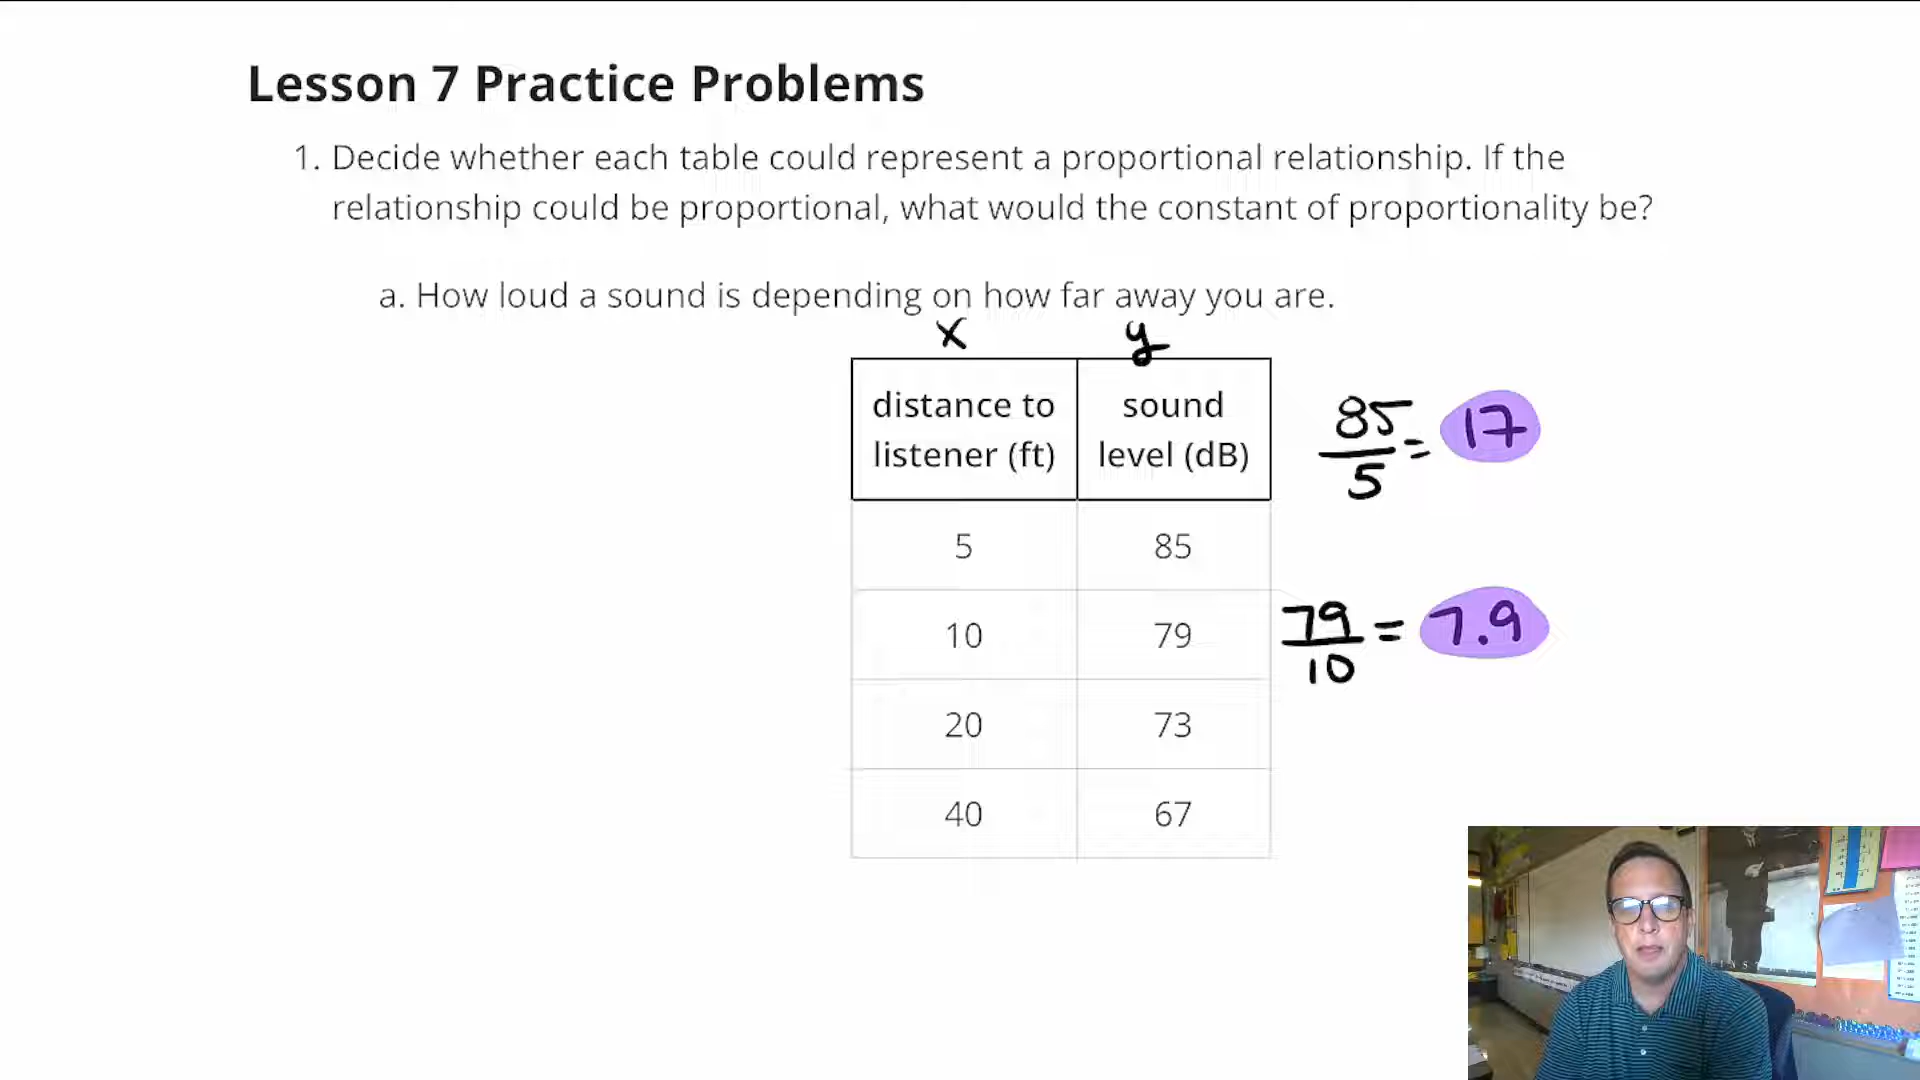 Lesson 7 Practice Problems
1. Decide whether each table could represent a proportional relationship. If the
relationship could be proportional, what would the constant of proportionality be?
a. How loud a sound is depending on how far away you are.
x y
distance to sound
listener (ft) level (dB)
85/5 = 17
5 85
10 79
79/10 = 7.9
20 73
40 67